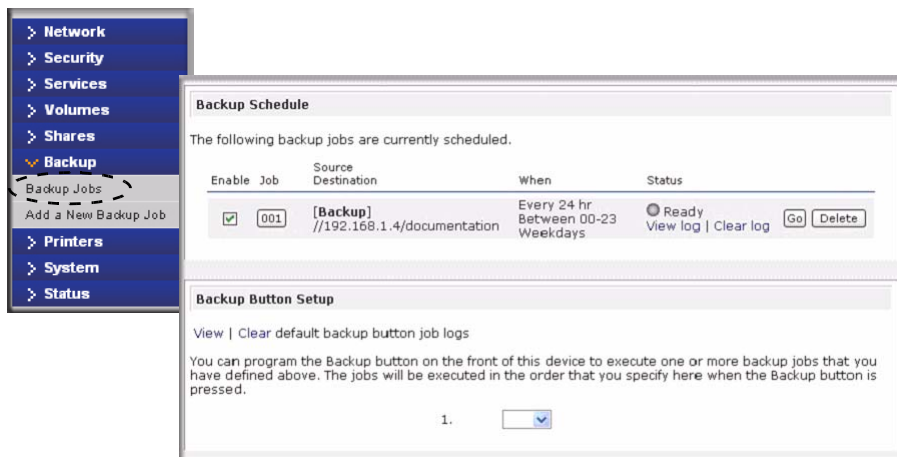 Network
Security
Services
Volumes
Shares
Backup
Backup Jobs
Add a New Backup Job
Printers
System
Status
Backup Schedule
The following backup jobs are currently scheduled.
Enable Job Source Destination When Status
001 [Backup] //192.168.1.4/documentation Every 24 hr Between 00-23 Weekdays Ready View log | Clear log Go Delete
Backup Button Setup
View | Clear default backup button job logs
You can program the Backup button on the front of this device to execute one or more backup jobs that you
have defined above. The jobs will be executed in the order that you specify here when the Backup button is
pressed.
1.